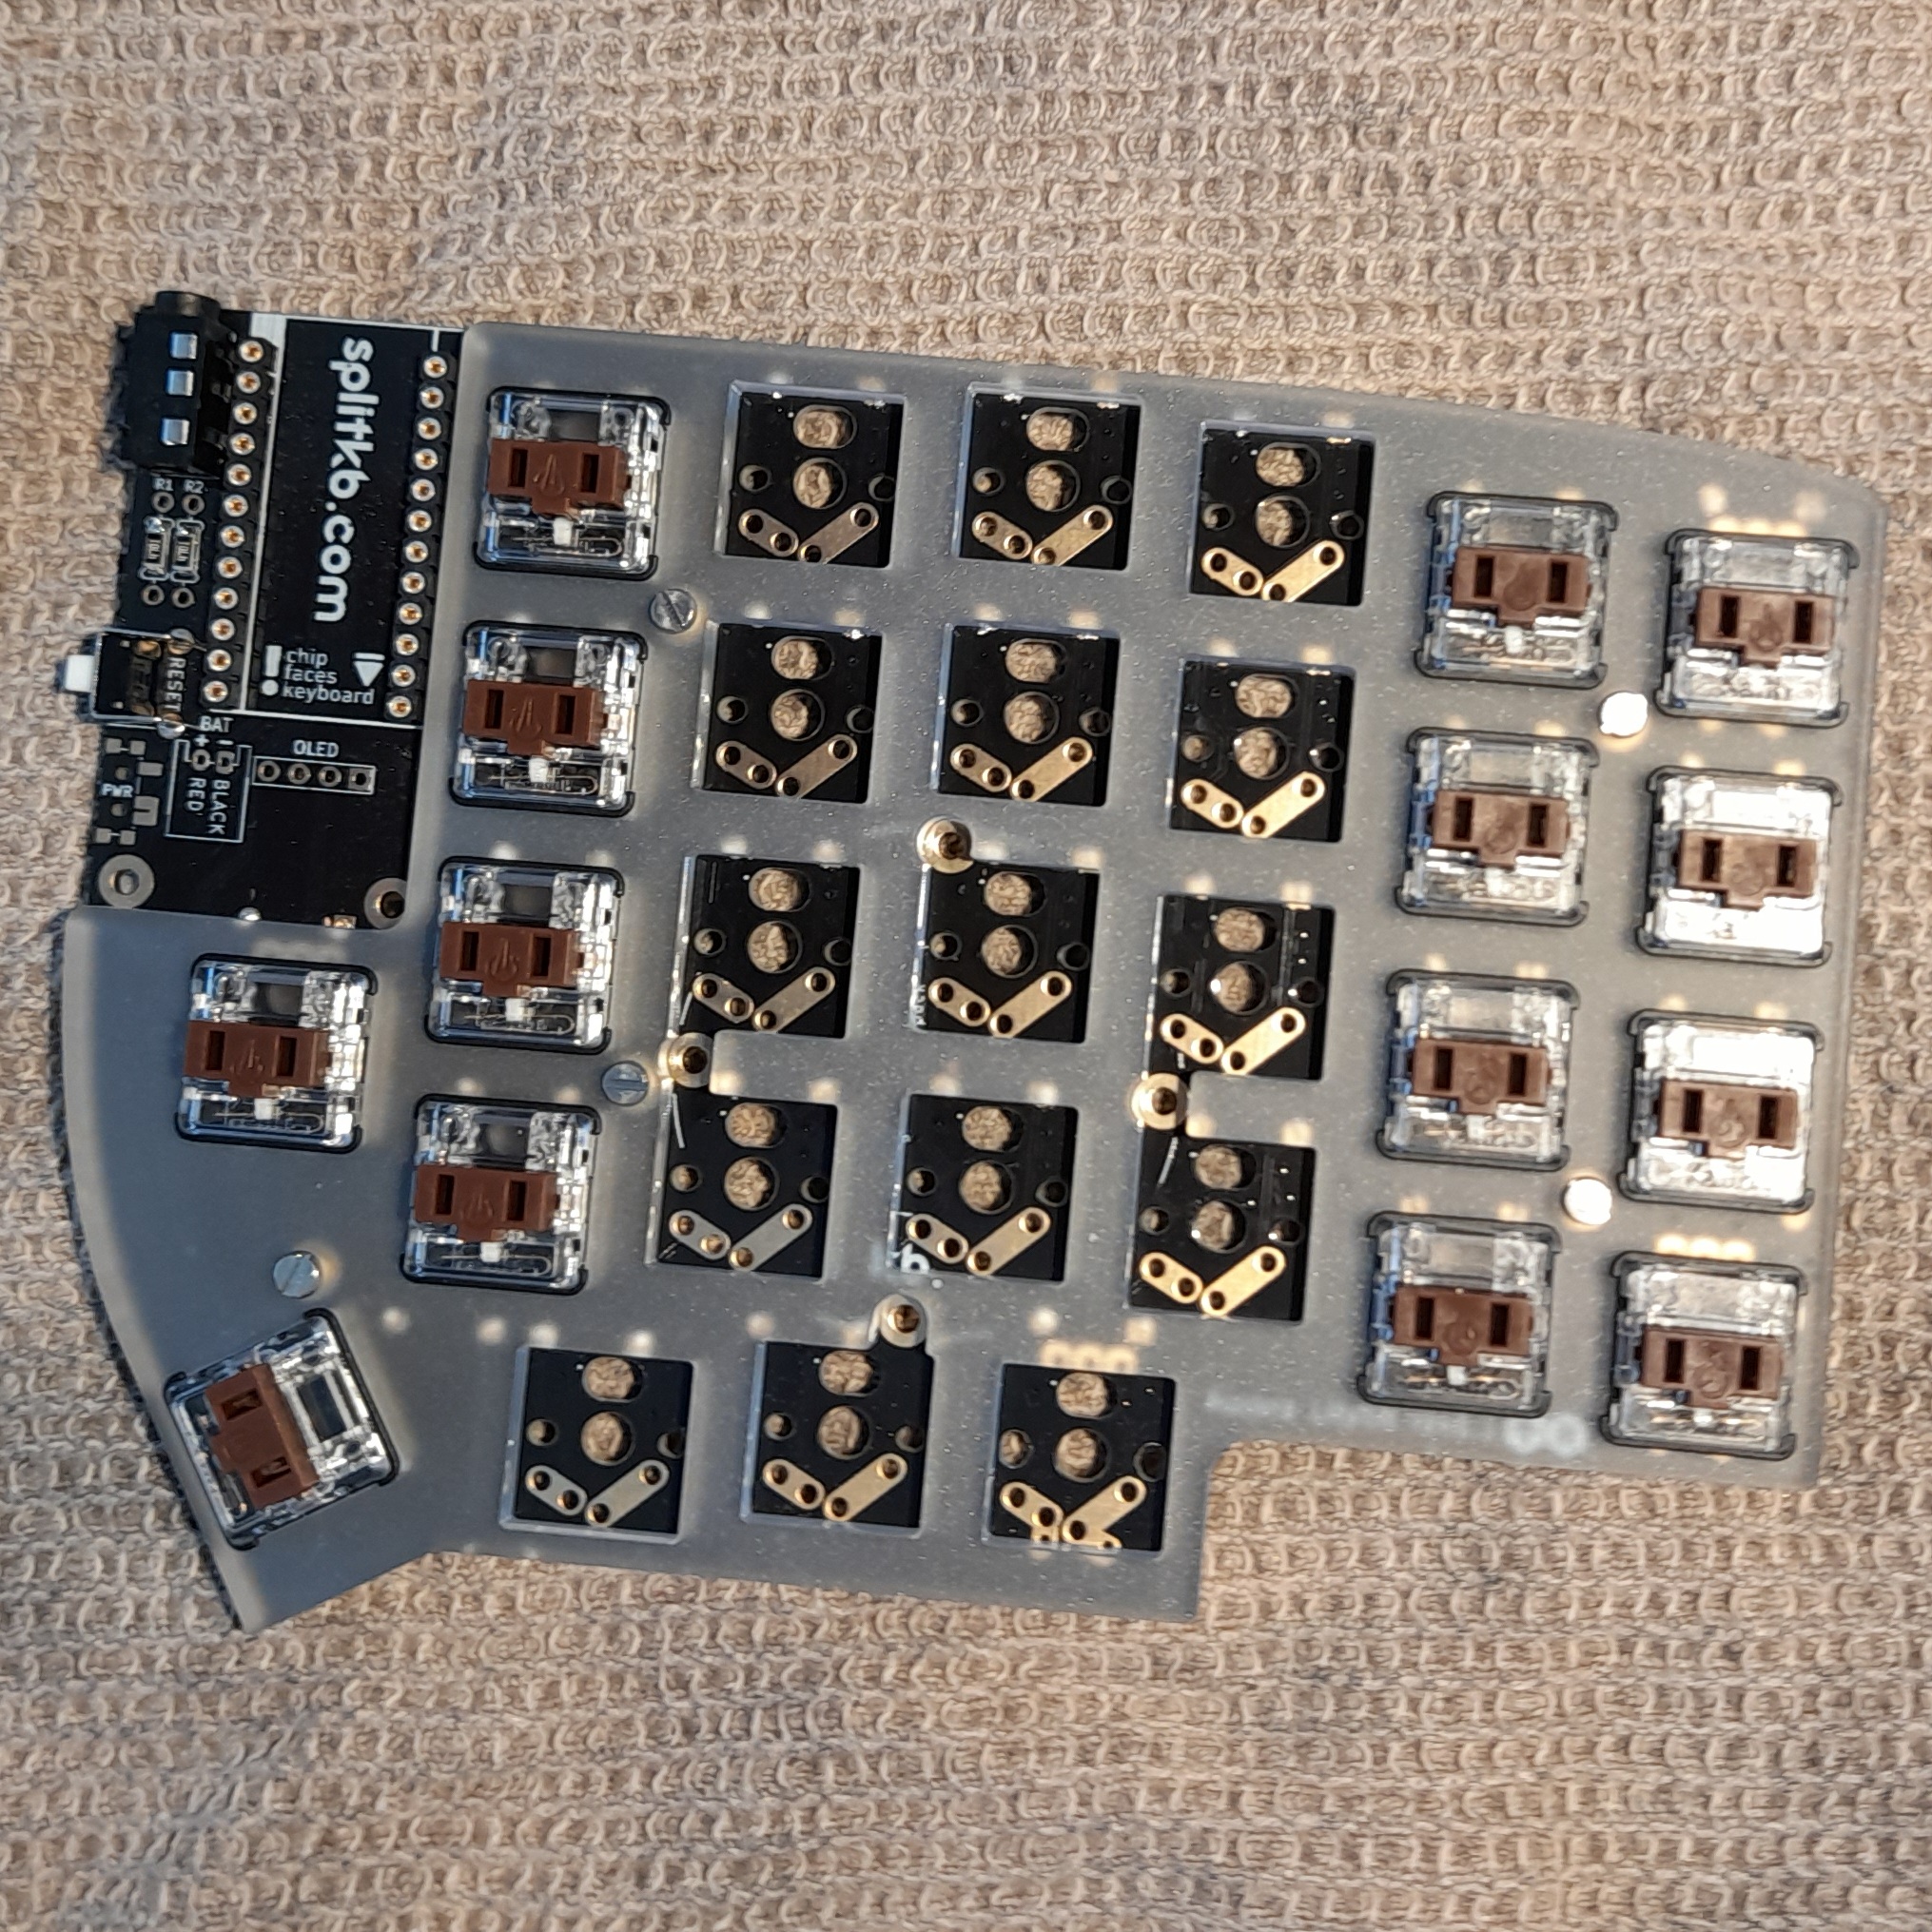 splitkb.com
R1 R2
chip
faces
keyboard
RESET
BAT
+ -
RED
BLACK
OLED
PWR